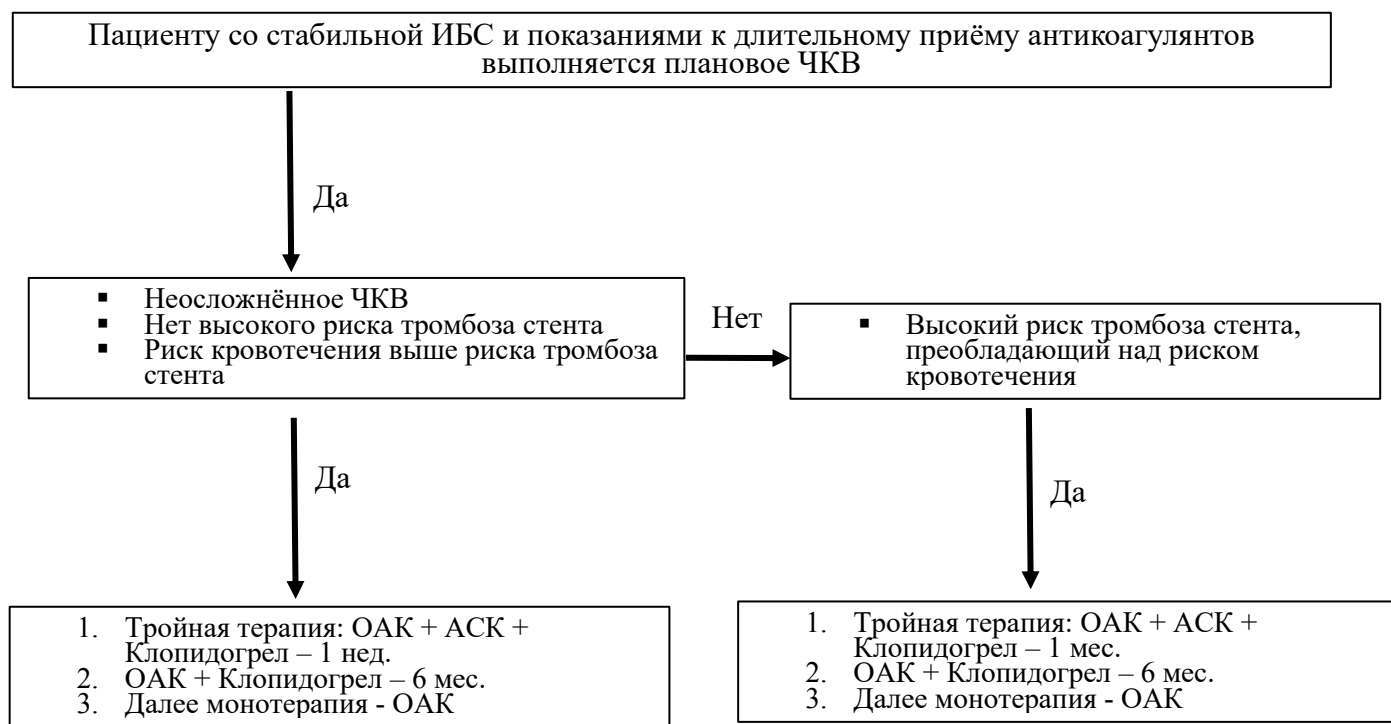 Пациенту со стабильной ИБС и показаниями к длительному приёму антикоагулянтов
выполняется плановое ЧКВ
Да
▪ Неосложнённое ЧКВ
▪ Нет высокого риска тромбоза стента
▪ Риск кровотечения выше риска тромбоза
стента
Нет
▪ Высокий риск тромбоза стента,
преобладающий над риском
кровотечения
Да
Да
1. Тройная терапия: ОАК + АСК +
Клопидогрел – 1 нед.
2. ОАК + Клопидогрел – 6 мес.
3. Далее монотерапия - ОАК
1. Тройная терапия: ОАК + АСК +
Клопидогрел – 1 мес.
2. ОАК + Клопидогрел – 6 мес.
3. Далее монотерапия - ОАК